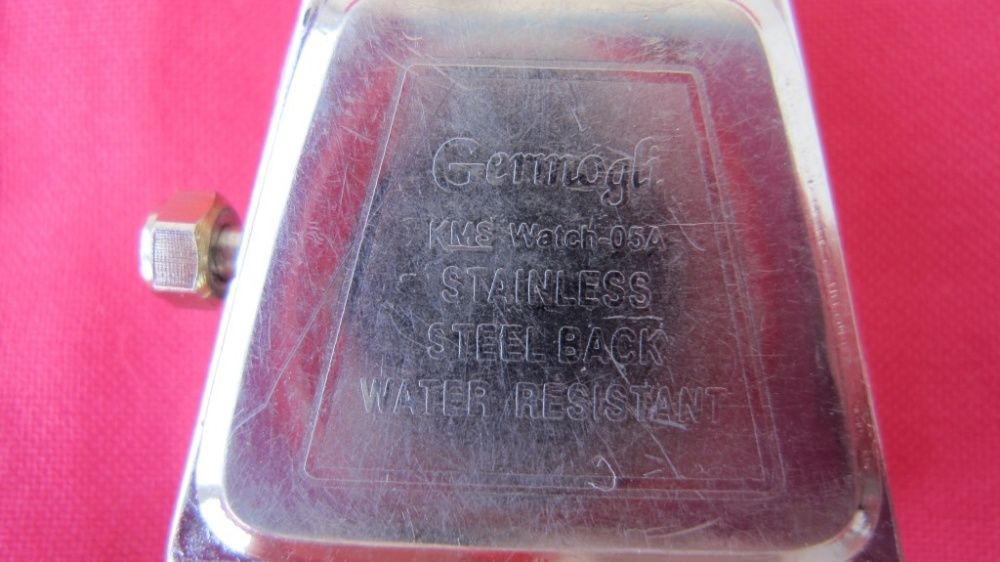 Germogli
KMS Watch-05A
STAINLESS
STEEL BACK
WATER RESISTANT